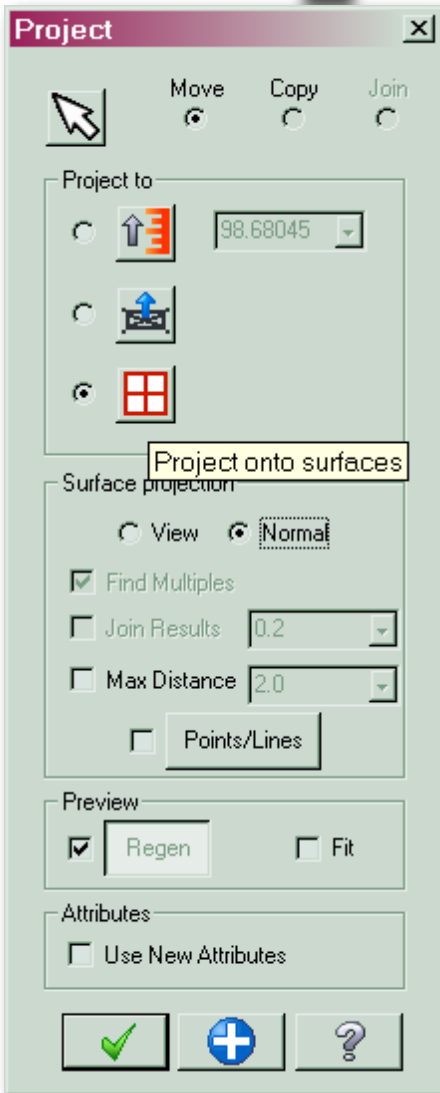 Project
Move Copy Join
Project to
98.68045
Project onto surfaces
Surface projection
View Normal
Find Multiples
Join Results 0.2
Max Distance 2.0
Points/Lines
Preview
Regen Fit
Attributes
Use New Attributes